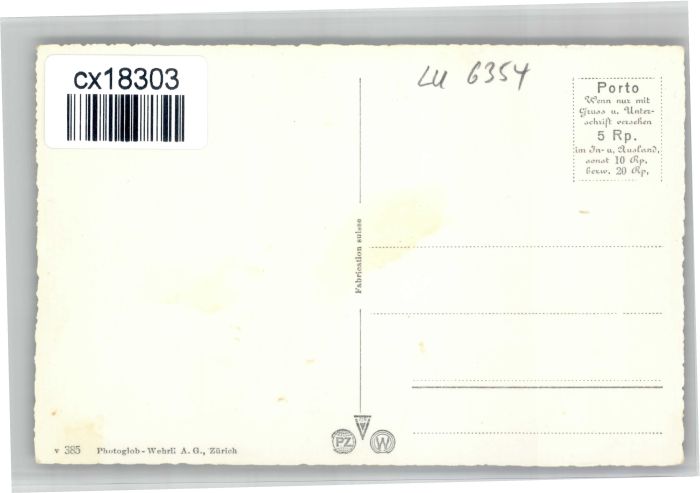 cx18303
LU 6354
Porto
Wenn nur mit
Gruss u. Unter-
schrift versehen
5 Rp.
im In- u. Ausland,
sonst 10 Rp.
bezw. 20 Rp.
Fabrication suisse
PZ W
v 385 Photoglob-Wehrli A. G., Zürich